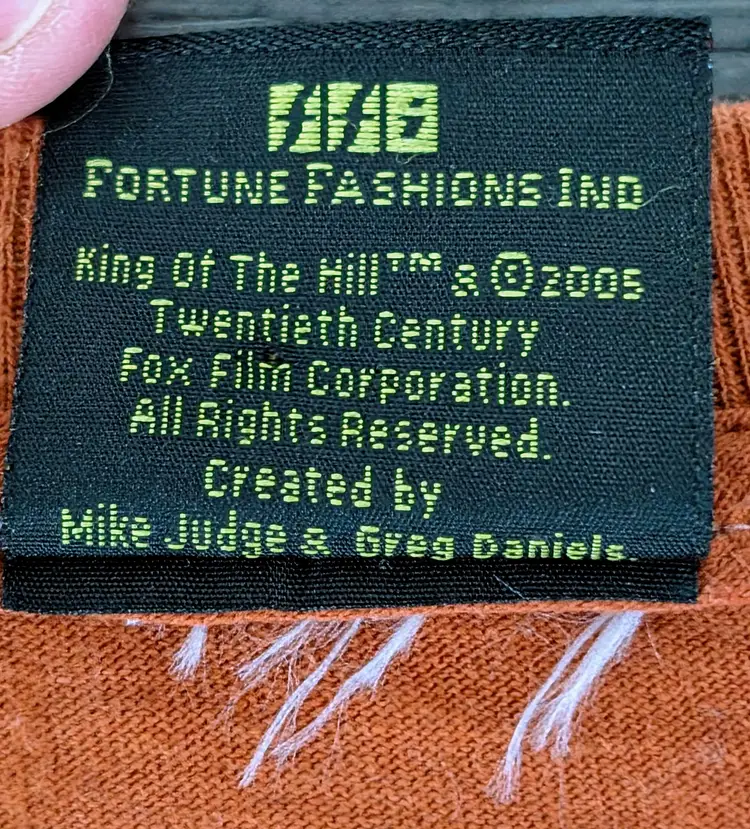 FORTUNE FASHIONS IND
King Of The Hill™ & ©2005
Twentieth Century
Fox Film Corporation.
All Rights Reserved.
Created by
Mike Judge & Greg Daniels.